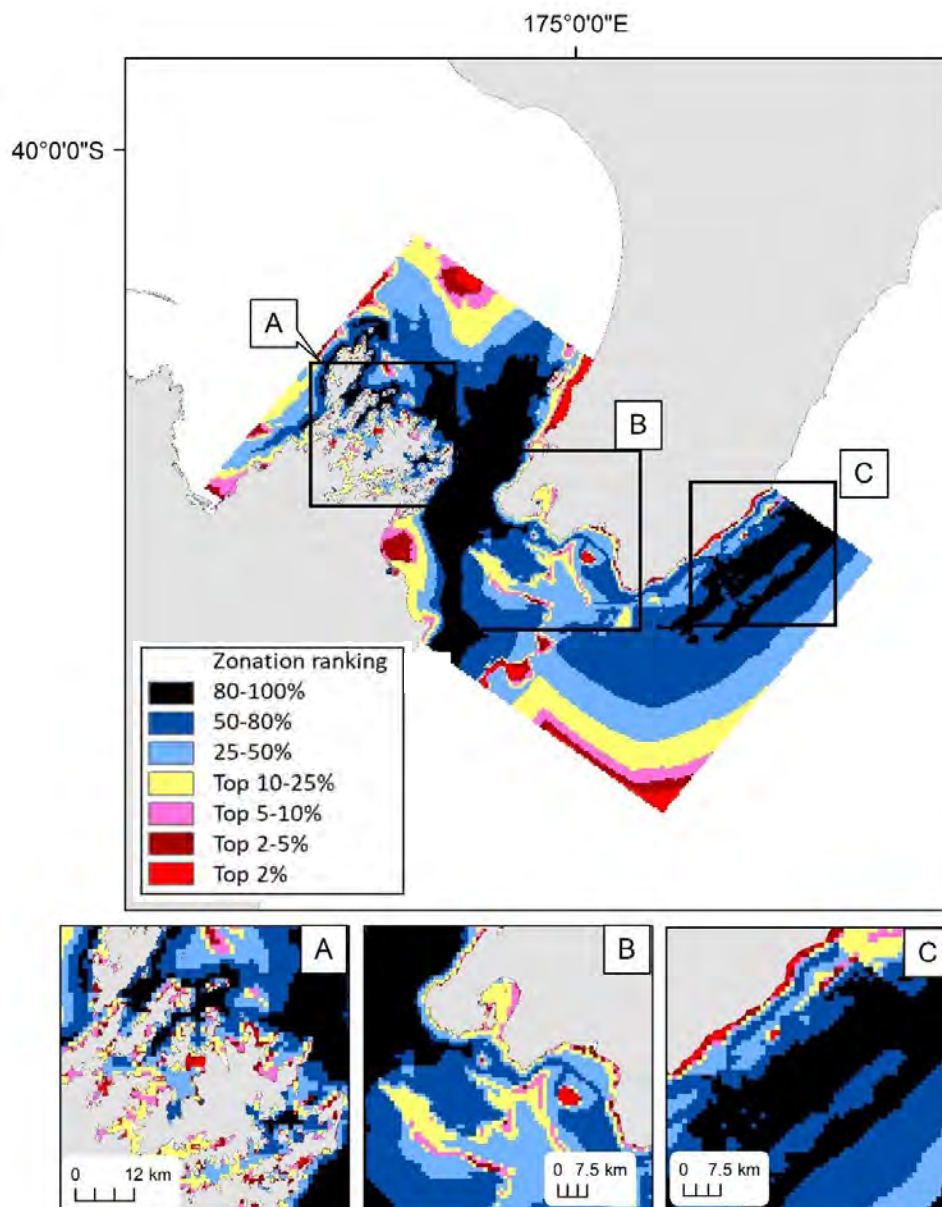 175°0'0"E
40°0'0"S
A
B
C
Zonation ranking
80-100%
50-80%
25-50%
Top 10-25%
Top 5-10%
Top 2-5%
Top 2%
A
B
C
0 12 km
0 7.5 km
0 7.5 km